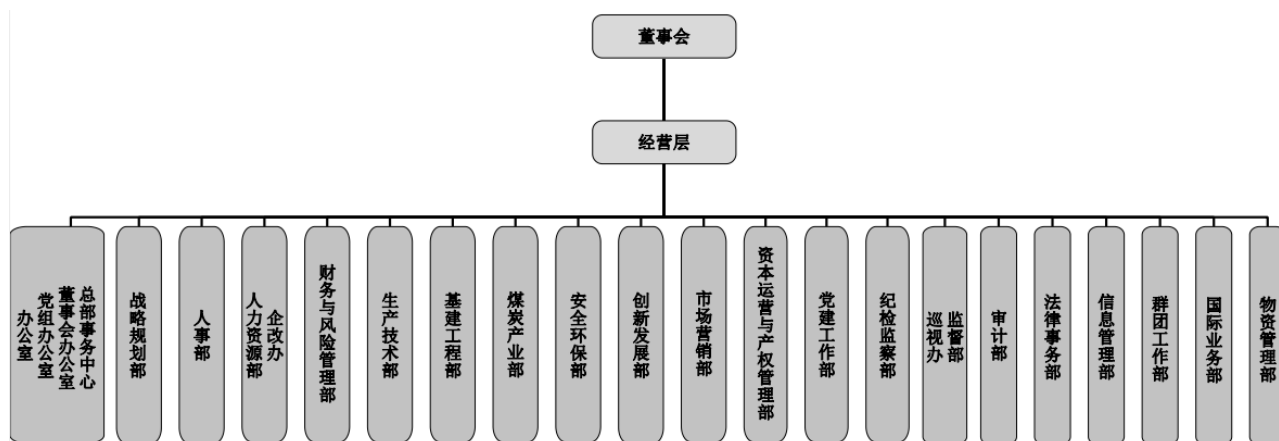 董事会
经营层
办公室
党组办公室
董事会办公室
总部事务中心
战略规划部
人事部
人力资源部
企改办
财务与风险管理部
生产技术部
基建工程部
煤炭产业部
安全环保部
创新发展部
市场营销部
资本运营与产权管理部
党建工作部
纪检监察部
巡视办
监督部
审计部
法律事务部
信息管理部
群团工作部
国际业务部
物资管理部